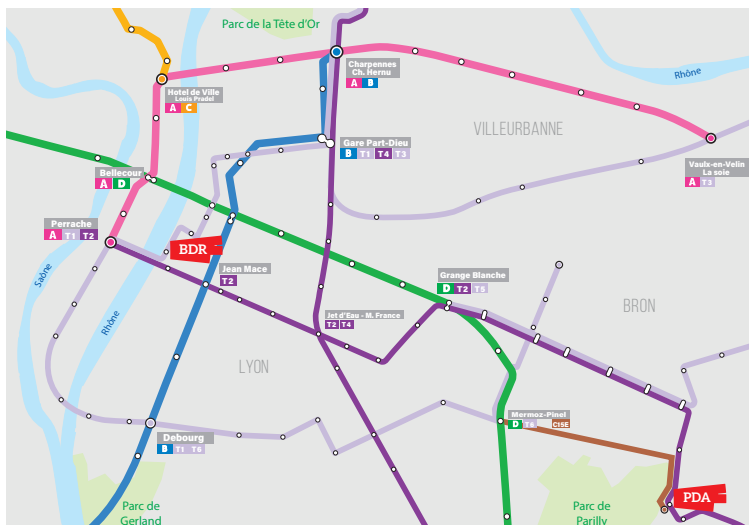 Parc de la Tête d'Or
Rhône
Charpennes
Ch. Hernu
A B
Hotel de Ville
Louis Pradel
A C
VILLEURBANNE
Gare Part-Dieu
B T1 T4 T3
Vaulx-en-Velin
La soie
A T3
Bellecour
A D
Perrache
A T1 T2
BDR
Saône
Rhône
Jean Mace
T2
Grange Blanche
D T2 T5
BRON
Jet d'Eau - M. France
T2 T4
LYON
Mermoz-Pinel
D T6 C15E
Debourg
B T1 T6
PDA
Parc de
Gerland
Parc de
Parilly